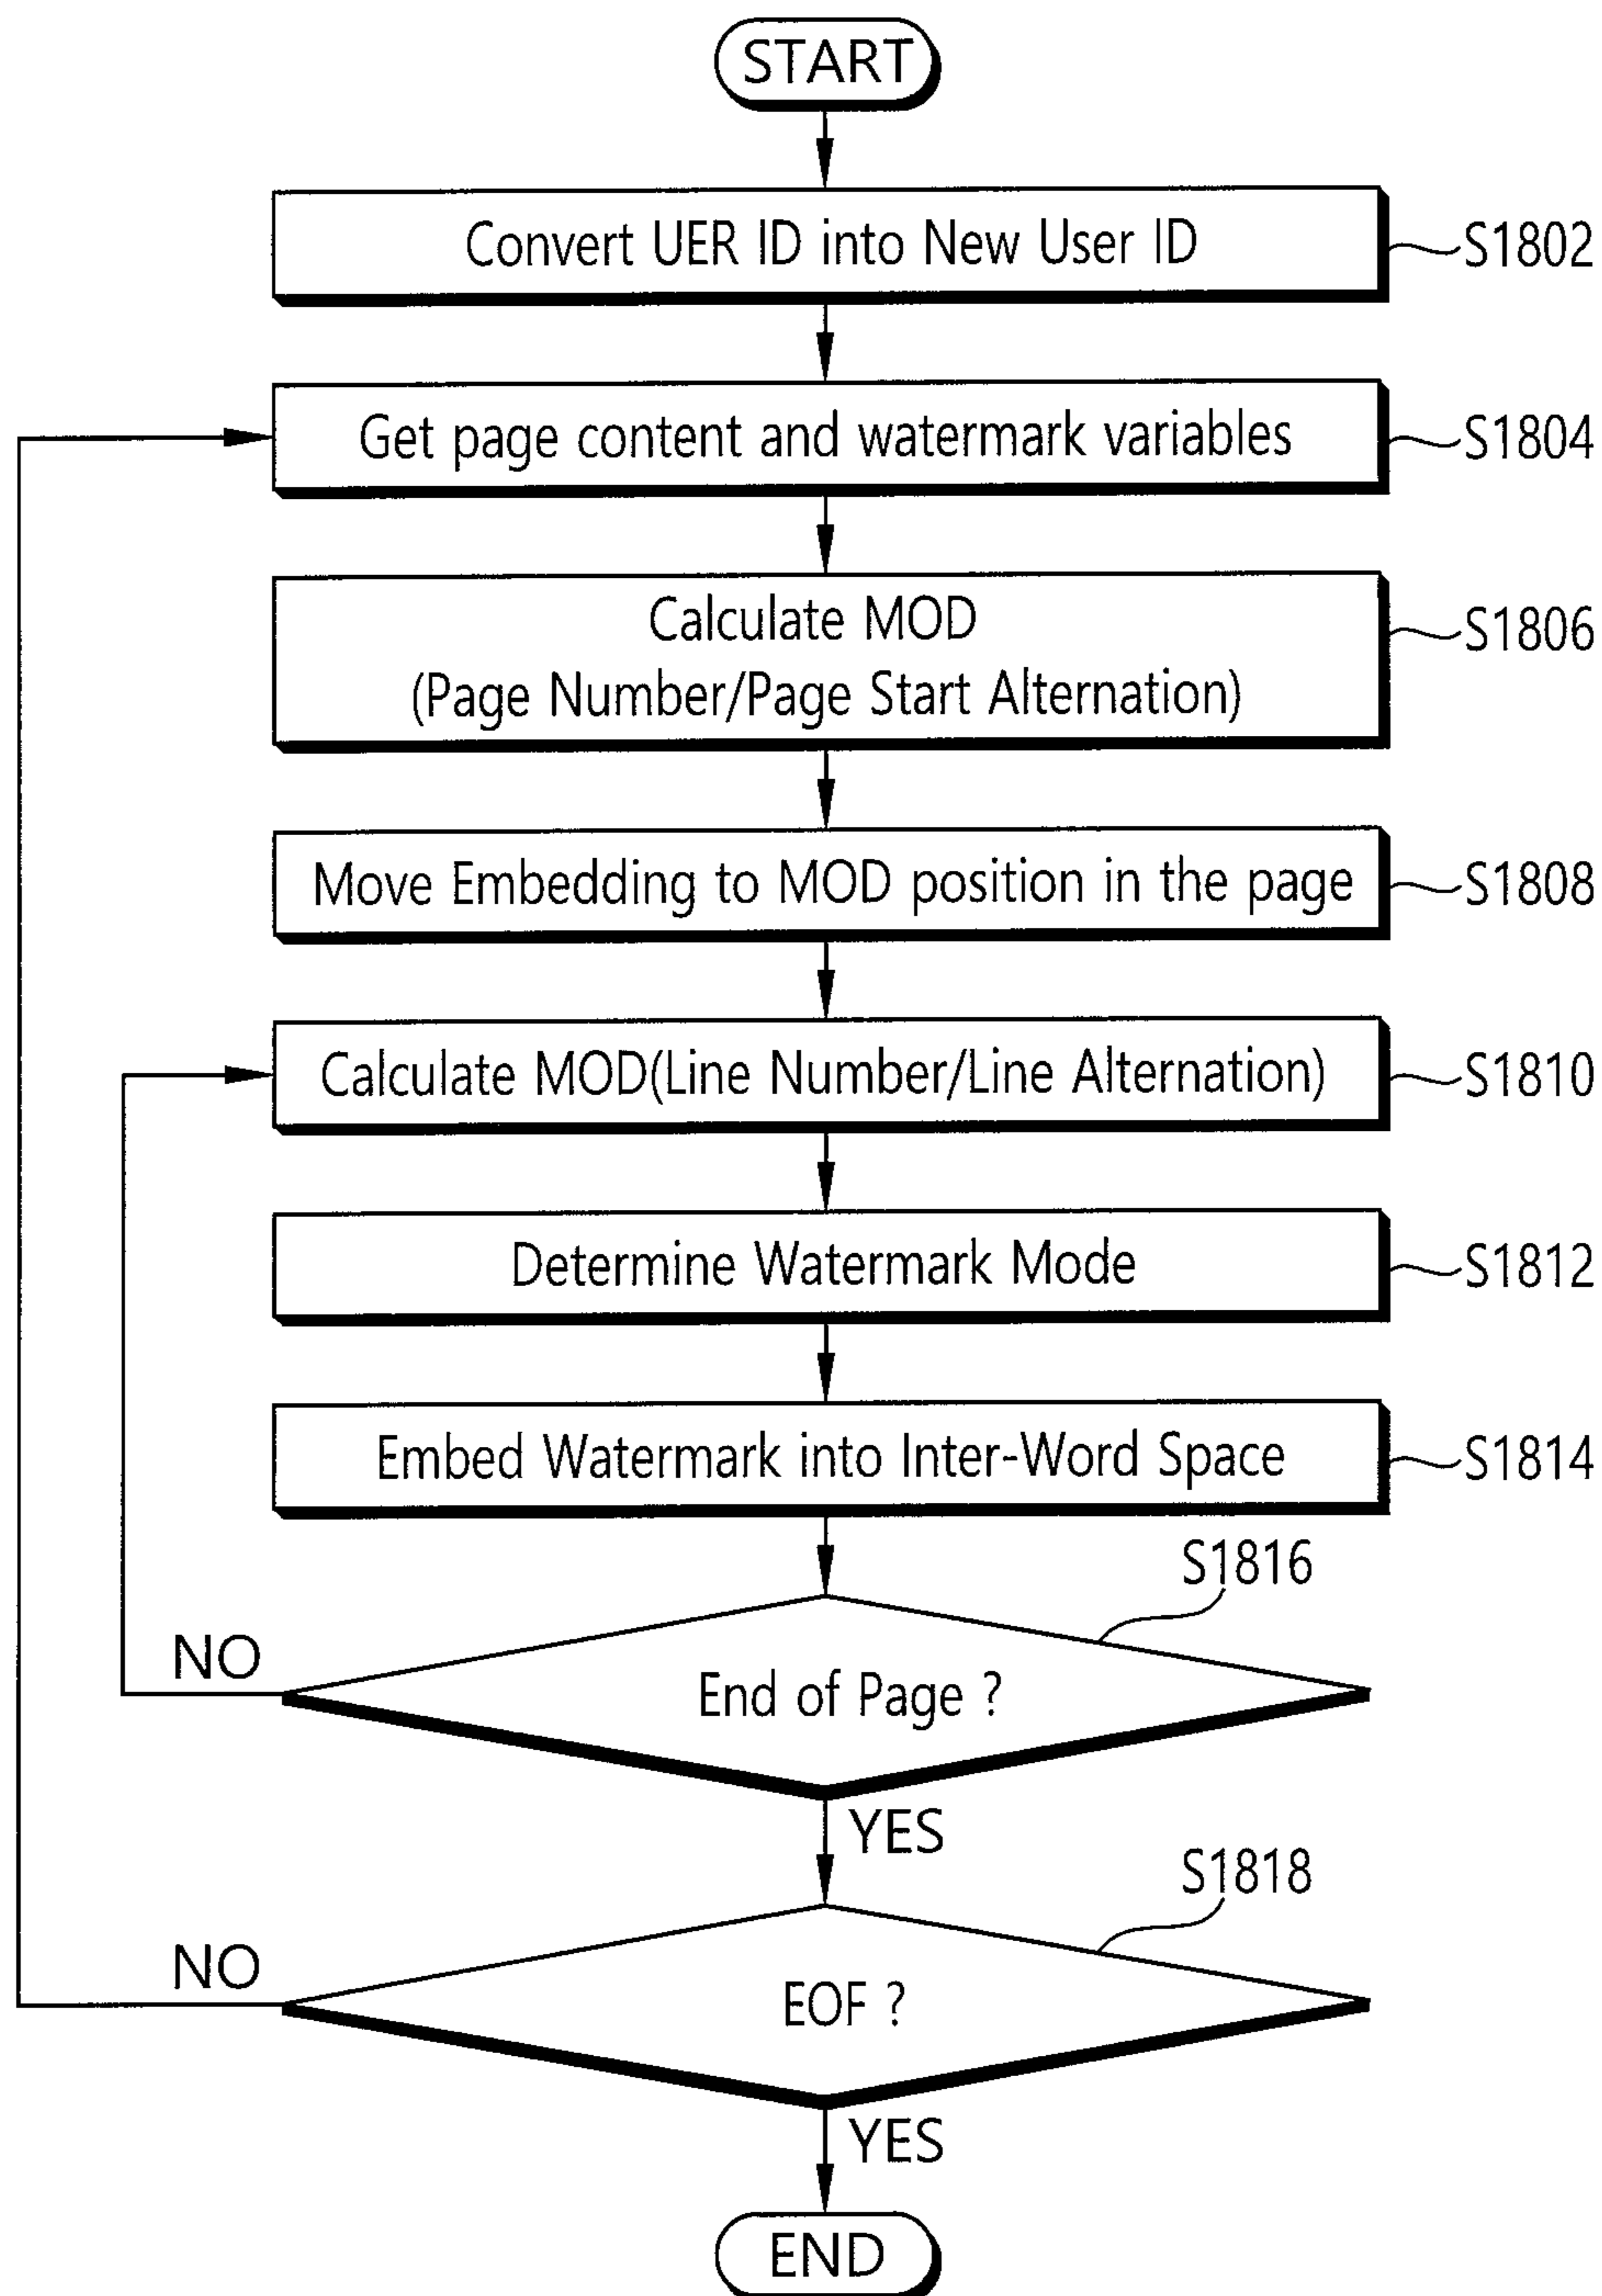 START
Convert UER ID into New User ID
S1802
Get page content and watermark variables
S1804
Calculate MOD
(Page Number/Page Start Alternation)
S1806
Move Embedding to MOD position in the page
S1808
Calculate MOD(Line Number/Line Alternation)
S1810
Determine Watermark Mode
S1812
Embed Watermark into Inter-Word Space
S1814
S1816
NO
End of Page ?
YES
S1818
NO
EOF ?
YES
END